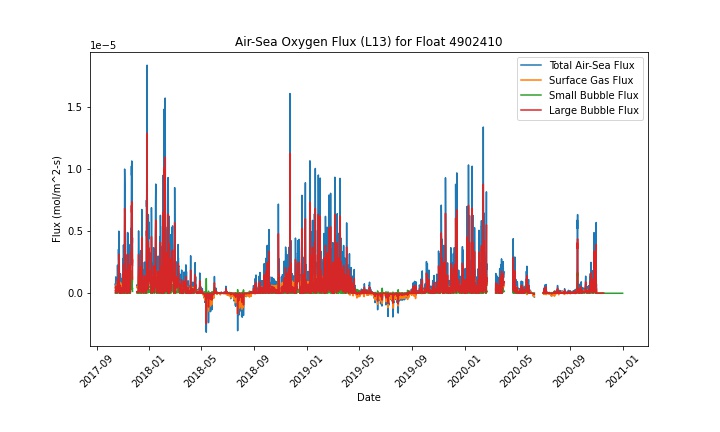 Air-Sea Oxygen Flux (L13) for Float 4902410
1e−5
Total Air-Sea Flux
Surface Gas Flux
Small Bubble Flux
Large Bubble Flux
1.5
1.0
0.5
0.0
Flux (mol/m^2-s)
2017-09
2018-01
2018-05
2018-09
2019-01
2019-05
2019-09
2020-01
2020-05
2020-09
2021-01
Date